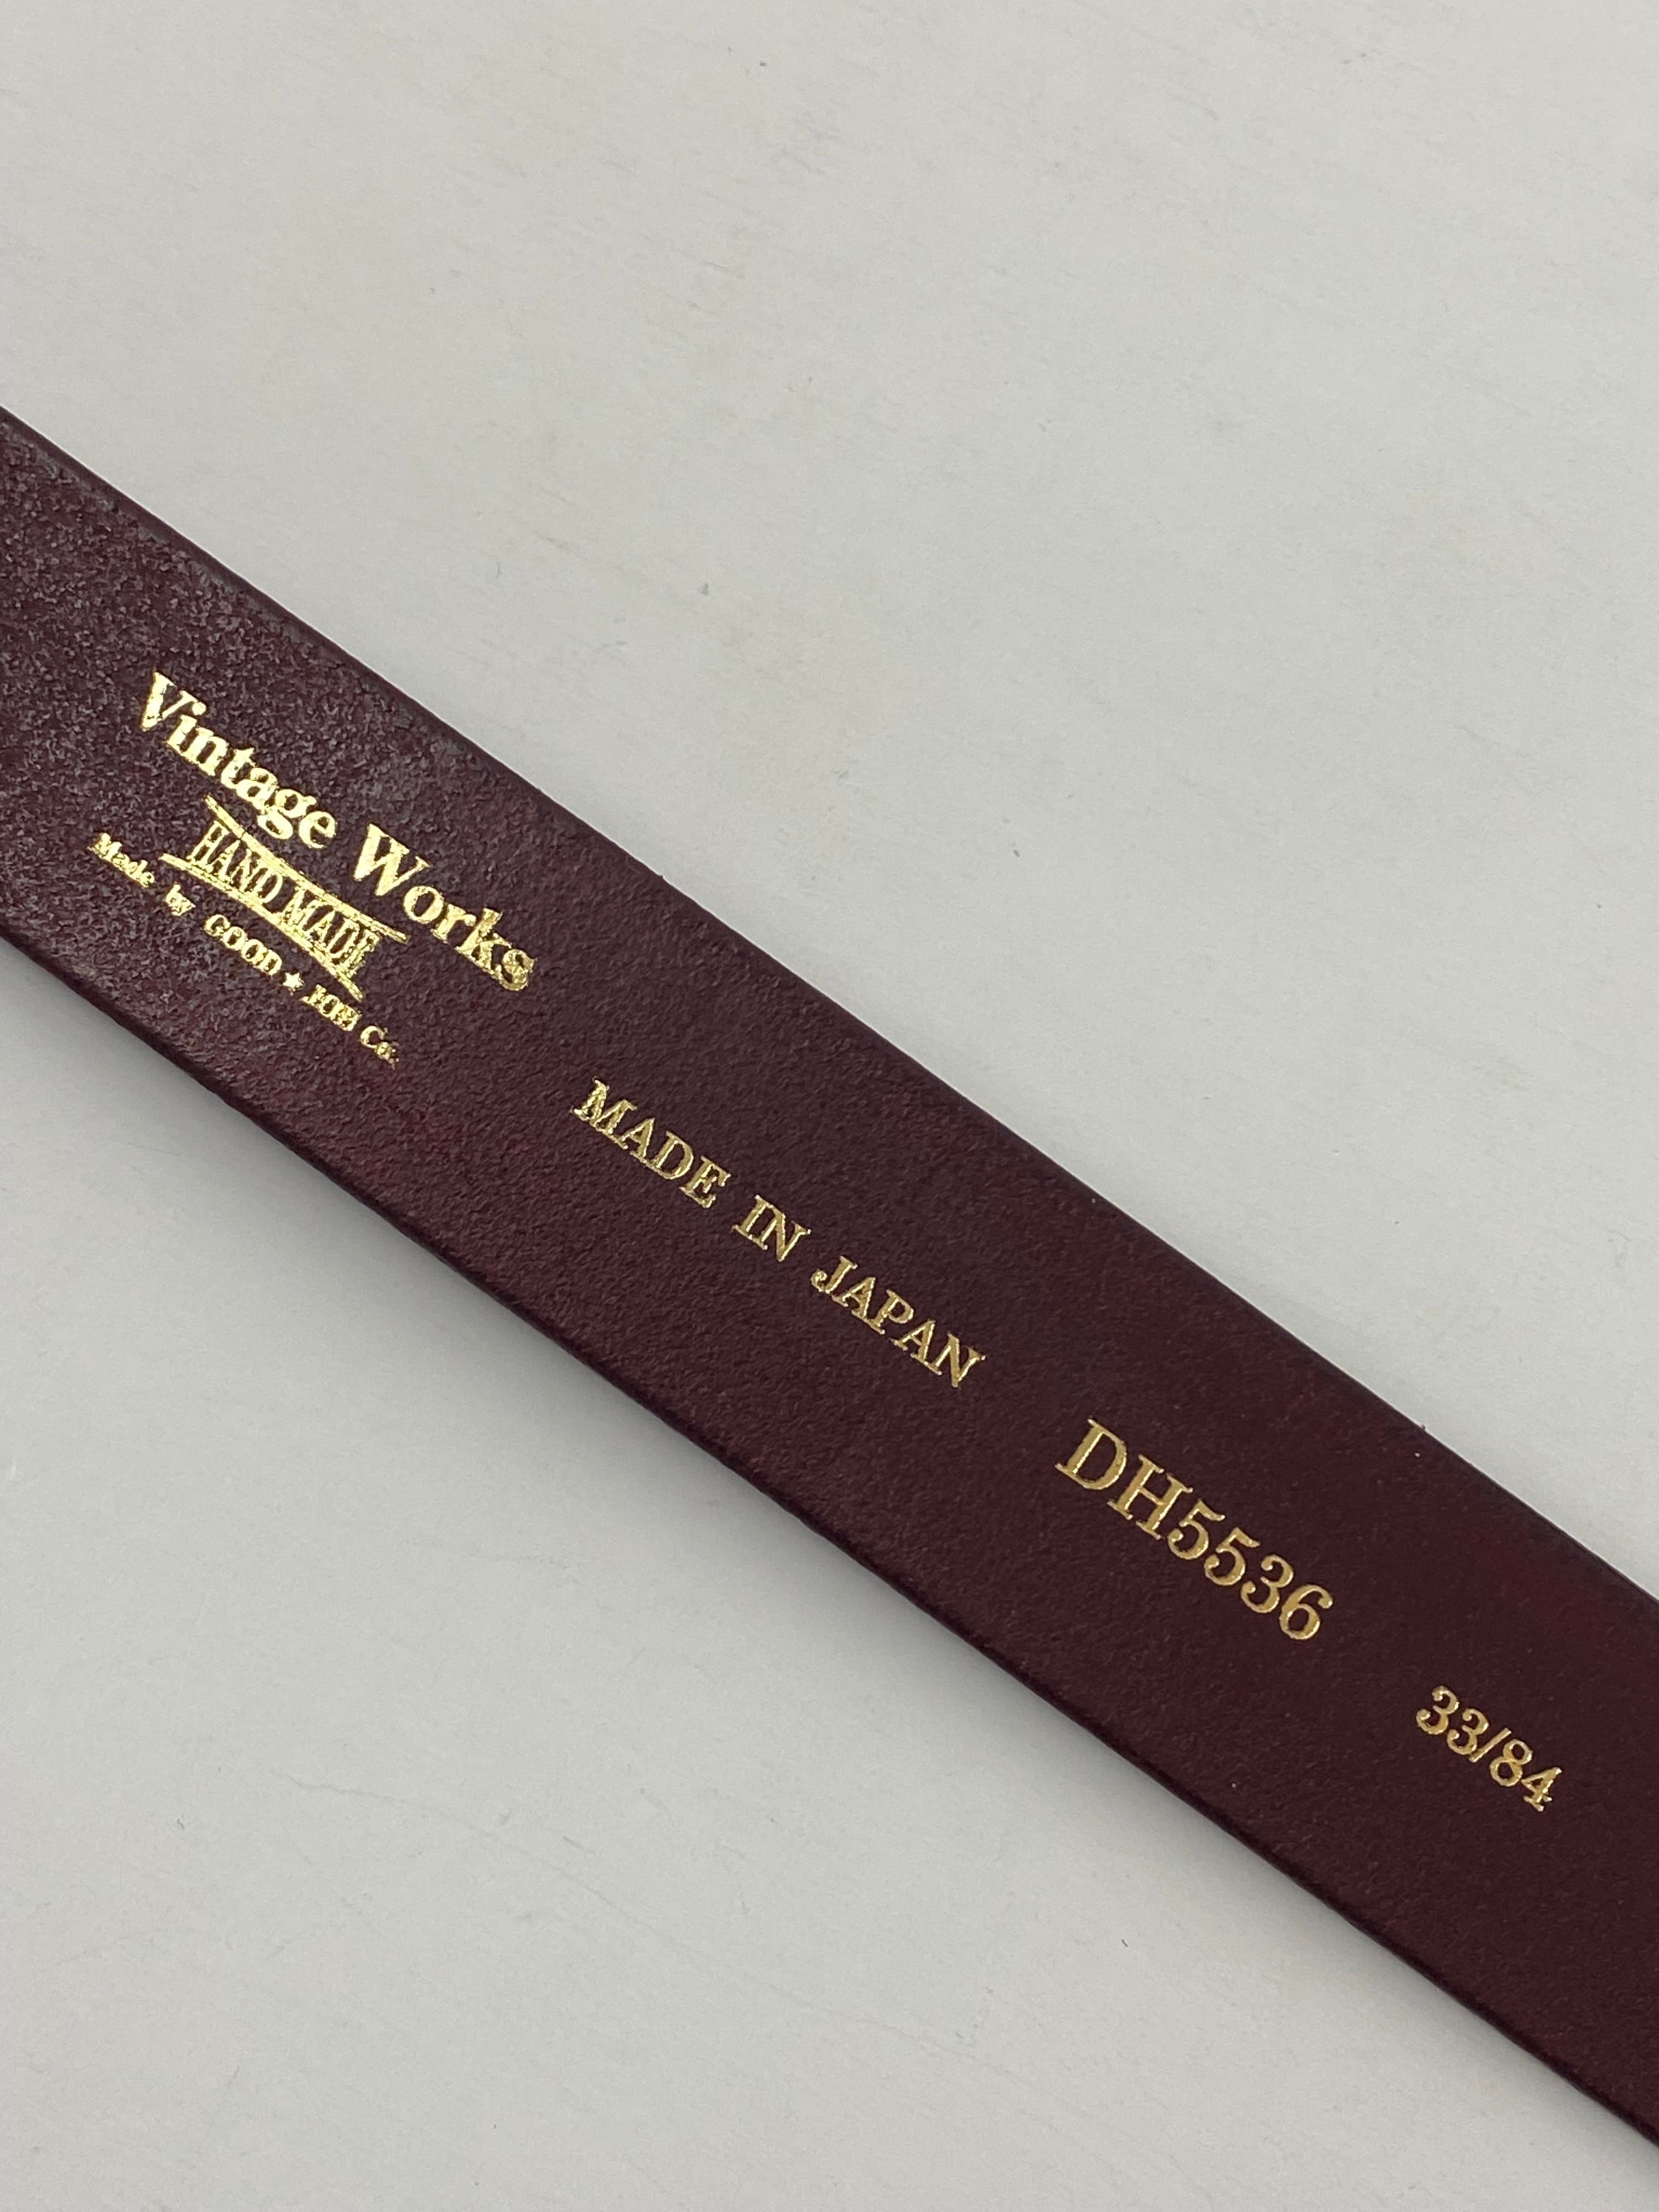 Vintage Works
HAND MADE
Made by GOOD★JOB Co.
MADE IN JAPAN
DH5536
33/84